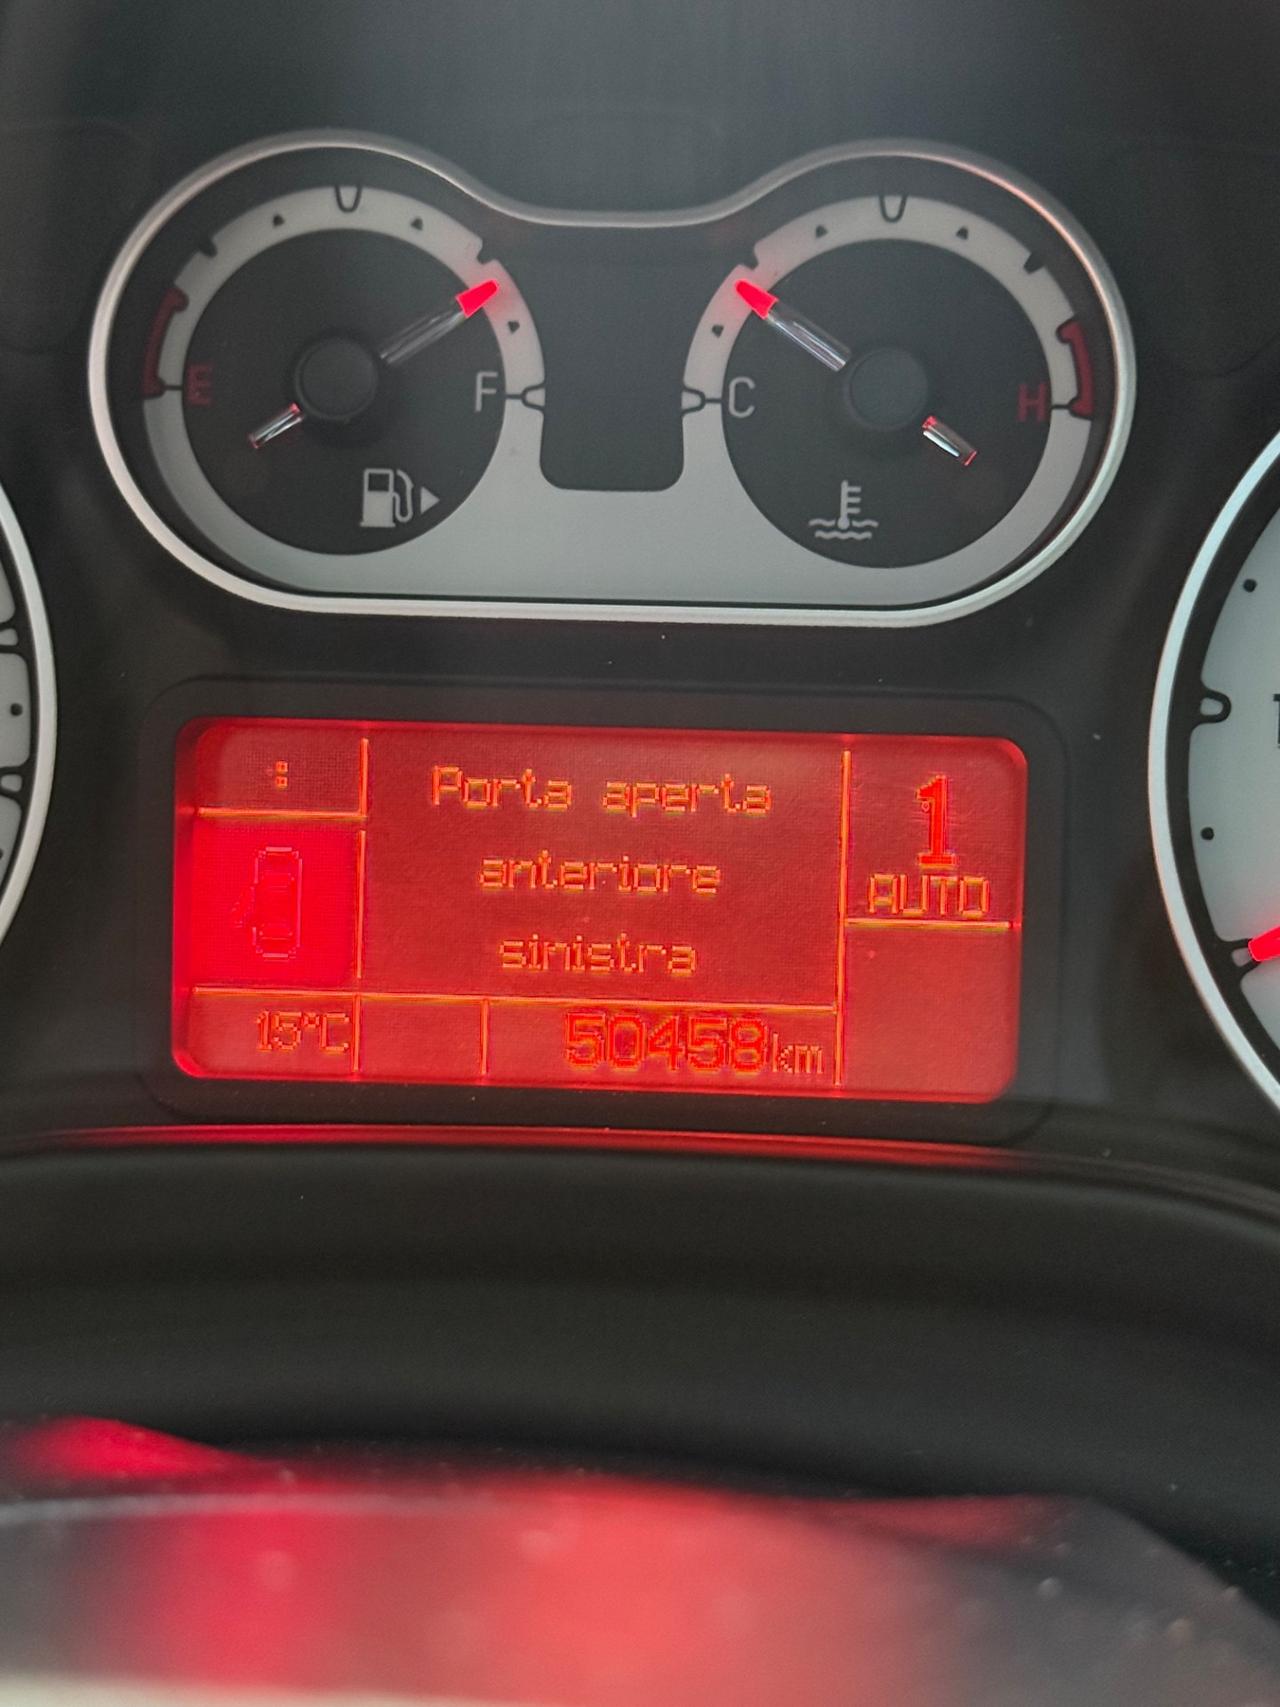 E
F
C
H
:
Porta aperta
anteriore
sinistra
1
AUTO
15°C
50458km